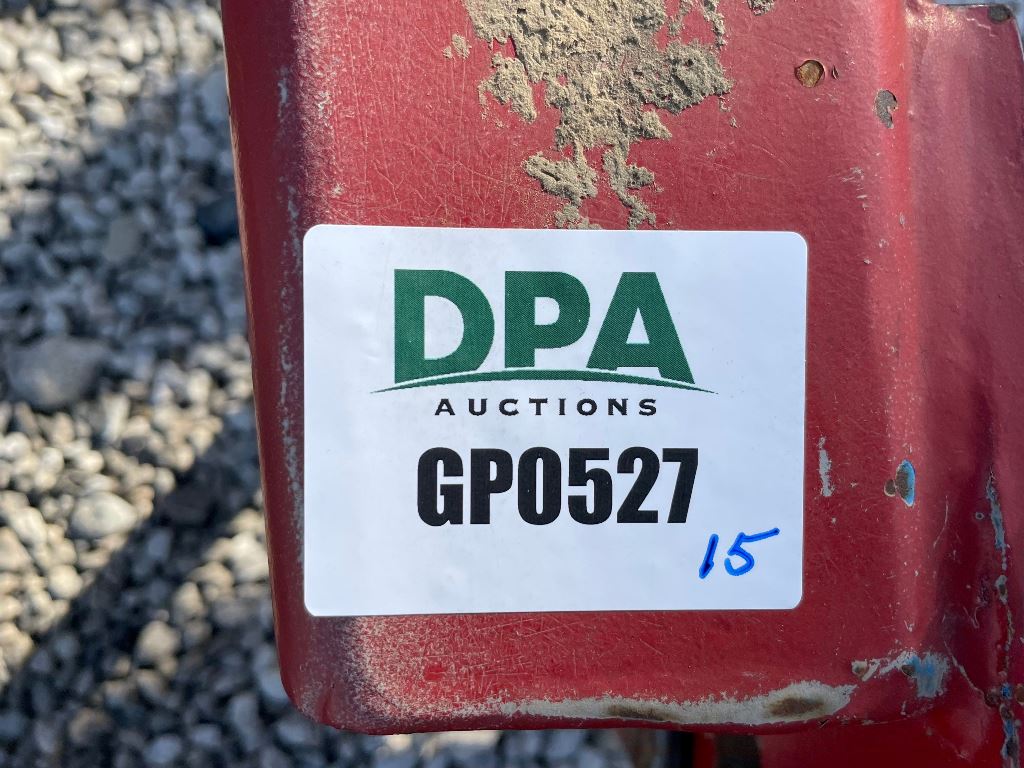 DPA
AUCTIONS
GP0527
15